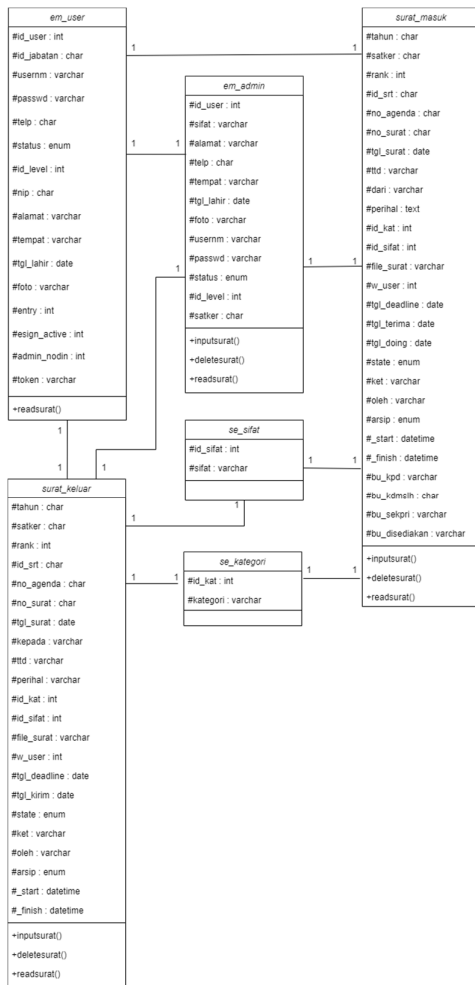 em_user
#id_user : int
#id_jabatan : char
#usernm : varchar
#passwd : varchar
#telp : char
#status : enum
#id_level : int
#nip : char
#alamat : varchar
#tempat : varchar
#tgl_lahir : date
#foto : varchar
#entry : int
#esign_active : int
#admin_nodin : int
#token : varchar
+readsurat()
em_admin
#id_user : int
#sifat : varchar
#alamat : varchar
#telp : char
#tempat : varchar
#tgl_lahir : date
#foto : varchar
#usernm : varchar
#passwd : varchar
#status : enum
#id_level : int
#satker : char
+inputsurat()
+deletesurat()
+readsurat()
surat_masuk
#tahun : char
#satker : char
#rank : int
#id_srt : char
#no_agenda : char
#no_surat : char
#tgl_surat : date
#ttd : varchar
#dari : varchar
#perihal : text
#id_kat : int
#id_sifat : int
#file_surat : varchar
#w_user : int
#tgl_deadline : date
#tgl_terima : date
#tgl_doing : date
#state : enum
#ket : varchar
#oleh : varchar
#arsip : enum
#_start : datetime
#_finish : datetime
#bu_kpd : varchar
#bu_kdmslh : char
#bu_sekpri : varchar
#bu_disediakan : varchar
+inputsurat()
+deletesurat()
+readsurat()
se_sifat
#id_sifat : int
#sifat : varchar
se_kategori
#id_kat : int
#kategori : varchar
surat_keluar
#tahun : char
#satker : char
#rank : int
#id_srt : char
#no_agenda : char
#no_surat : char
#tgl_surat : date
#kepada : varchar
#ttd : varchar
#perihal : varchar
#id_kat : int
#id_sifat : int
#file_surat : varchar
#w_user : int
#tgl_deadline : date
#tgl_kirim : date
#state : enum
#ket : varchar
#oleh : varchar
#arsip : enum
#_start : datetime
#_finish : datetime
+inputsurat()
+deletesurat()
+readsurat()
1 1
1 1
1 1
1 1
1 1
1 1
1 1
1 1
1 1